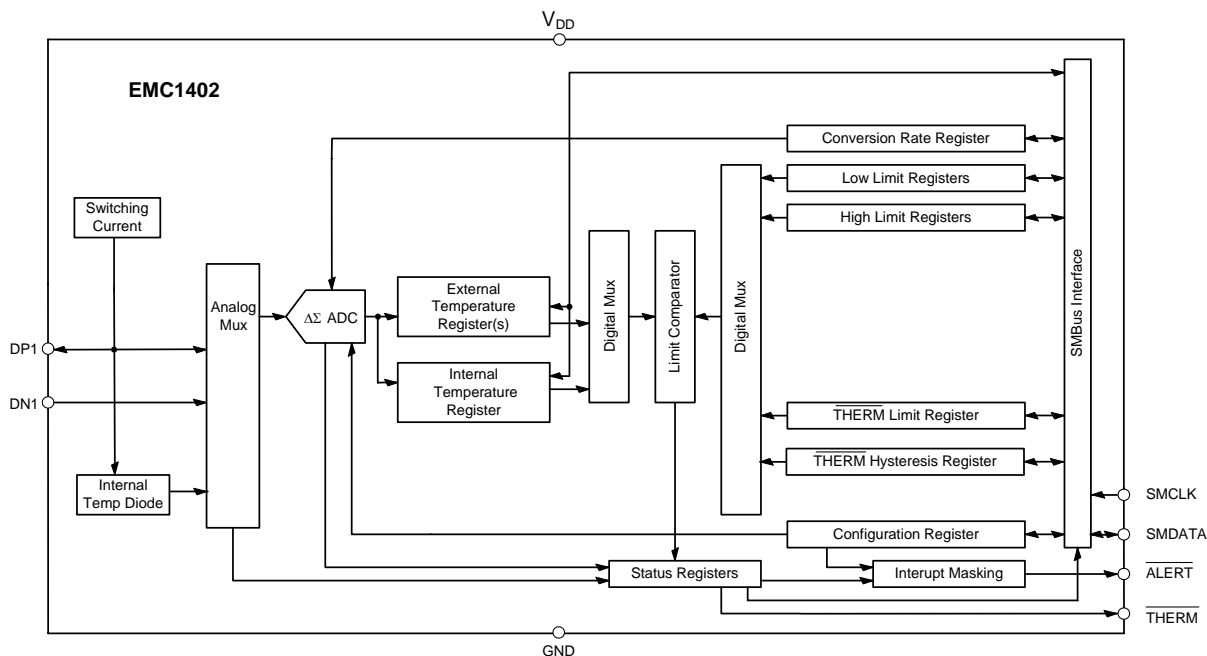 V_DD
EMC1402
Conversion Rate Register
Low Limit Registers
High Limit Registers
Switching
Current
Analog
Mux
ΔΣ ADC
External
Temperature
Register(s)
Internal
Temperature
Register
Digital Mux
Limit Comparator
Digital Mux
SMBus Interface
DP1
DN1
THERM Limit Register
THERM Hysteresis Register
Internal
Temp Diode
SMCLK
Configuration Register
SMDATA
Status Registers
Interupt Masking
ALERT
THERM
GND